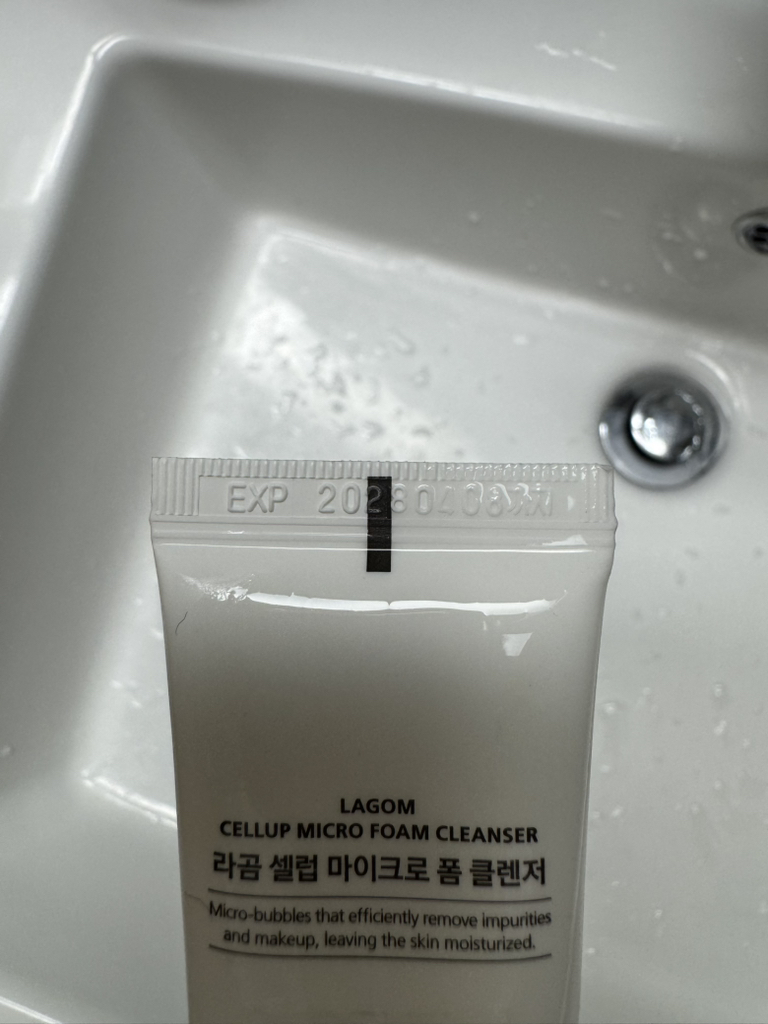 EXP
LAGOM
CELLUP MICRO FOAM CLEANSER
라곰 셀럽 마이크로 폼 클렌저
Micro-bubbles that efficiently remove impurities
and makeup, leaving the skin moisturized.